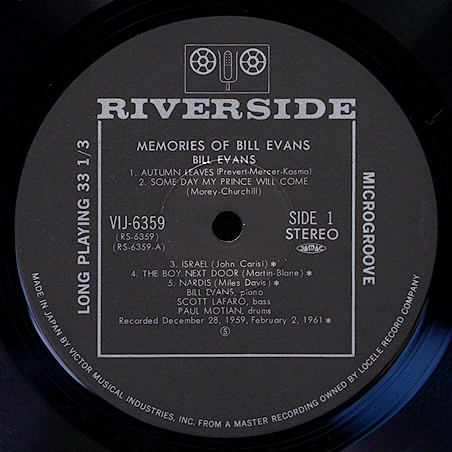 RIVERSIDE
MEMORIES OF BILL EVANS
BILL EVANS
1. AUTUMN LEAVES (Prevert-Mercer-Kosma)
2. SOME DAY MY PRINCE WILL COME
(Morey-Churchill)
VIJ-6359
(RS-6359)
(RS-6359-A)
SIDE 1
STEREO
JASRAC
3. ISRAEL (John Carisi) *
4. THE BOY NEXT DOOR (Martin-Blane) *
5. NARDIS (Miles Davis) *
BILL EVANS, piano
SCOTT LAFARO, bass
PAUL MOTIAN, drums
Recorded December 28, 1959, February 2, 1961 *
Ⓢ
LONG PLAYING 33 1/3
MICROGROOVE
MADE IN JAPAN BY VICTOR MUSICAL INDUSTRIES, INC. FROM A MASTER RECORDING OWNED BY LOCELE RECORD COMPANY